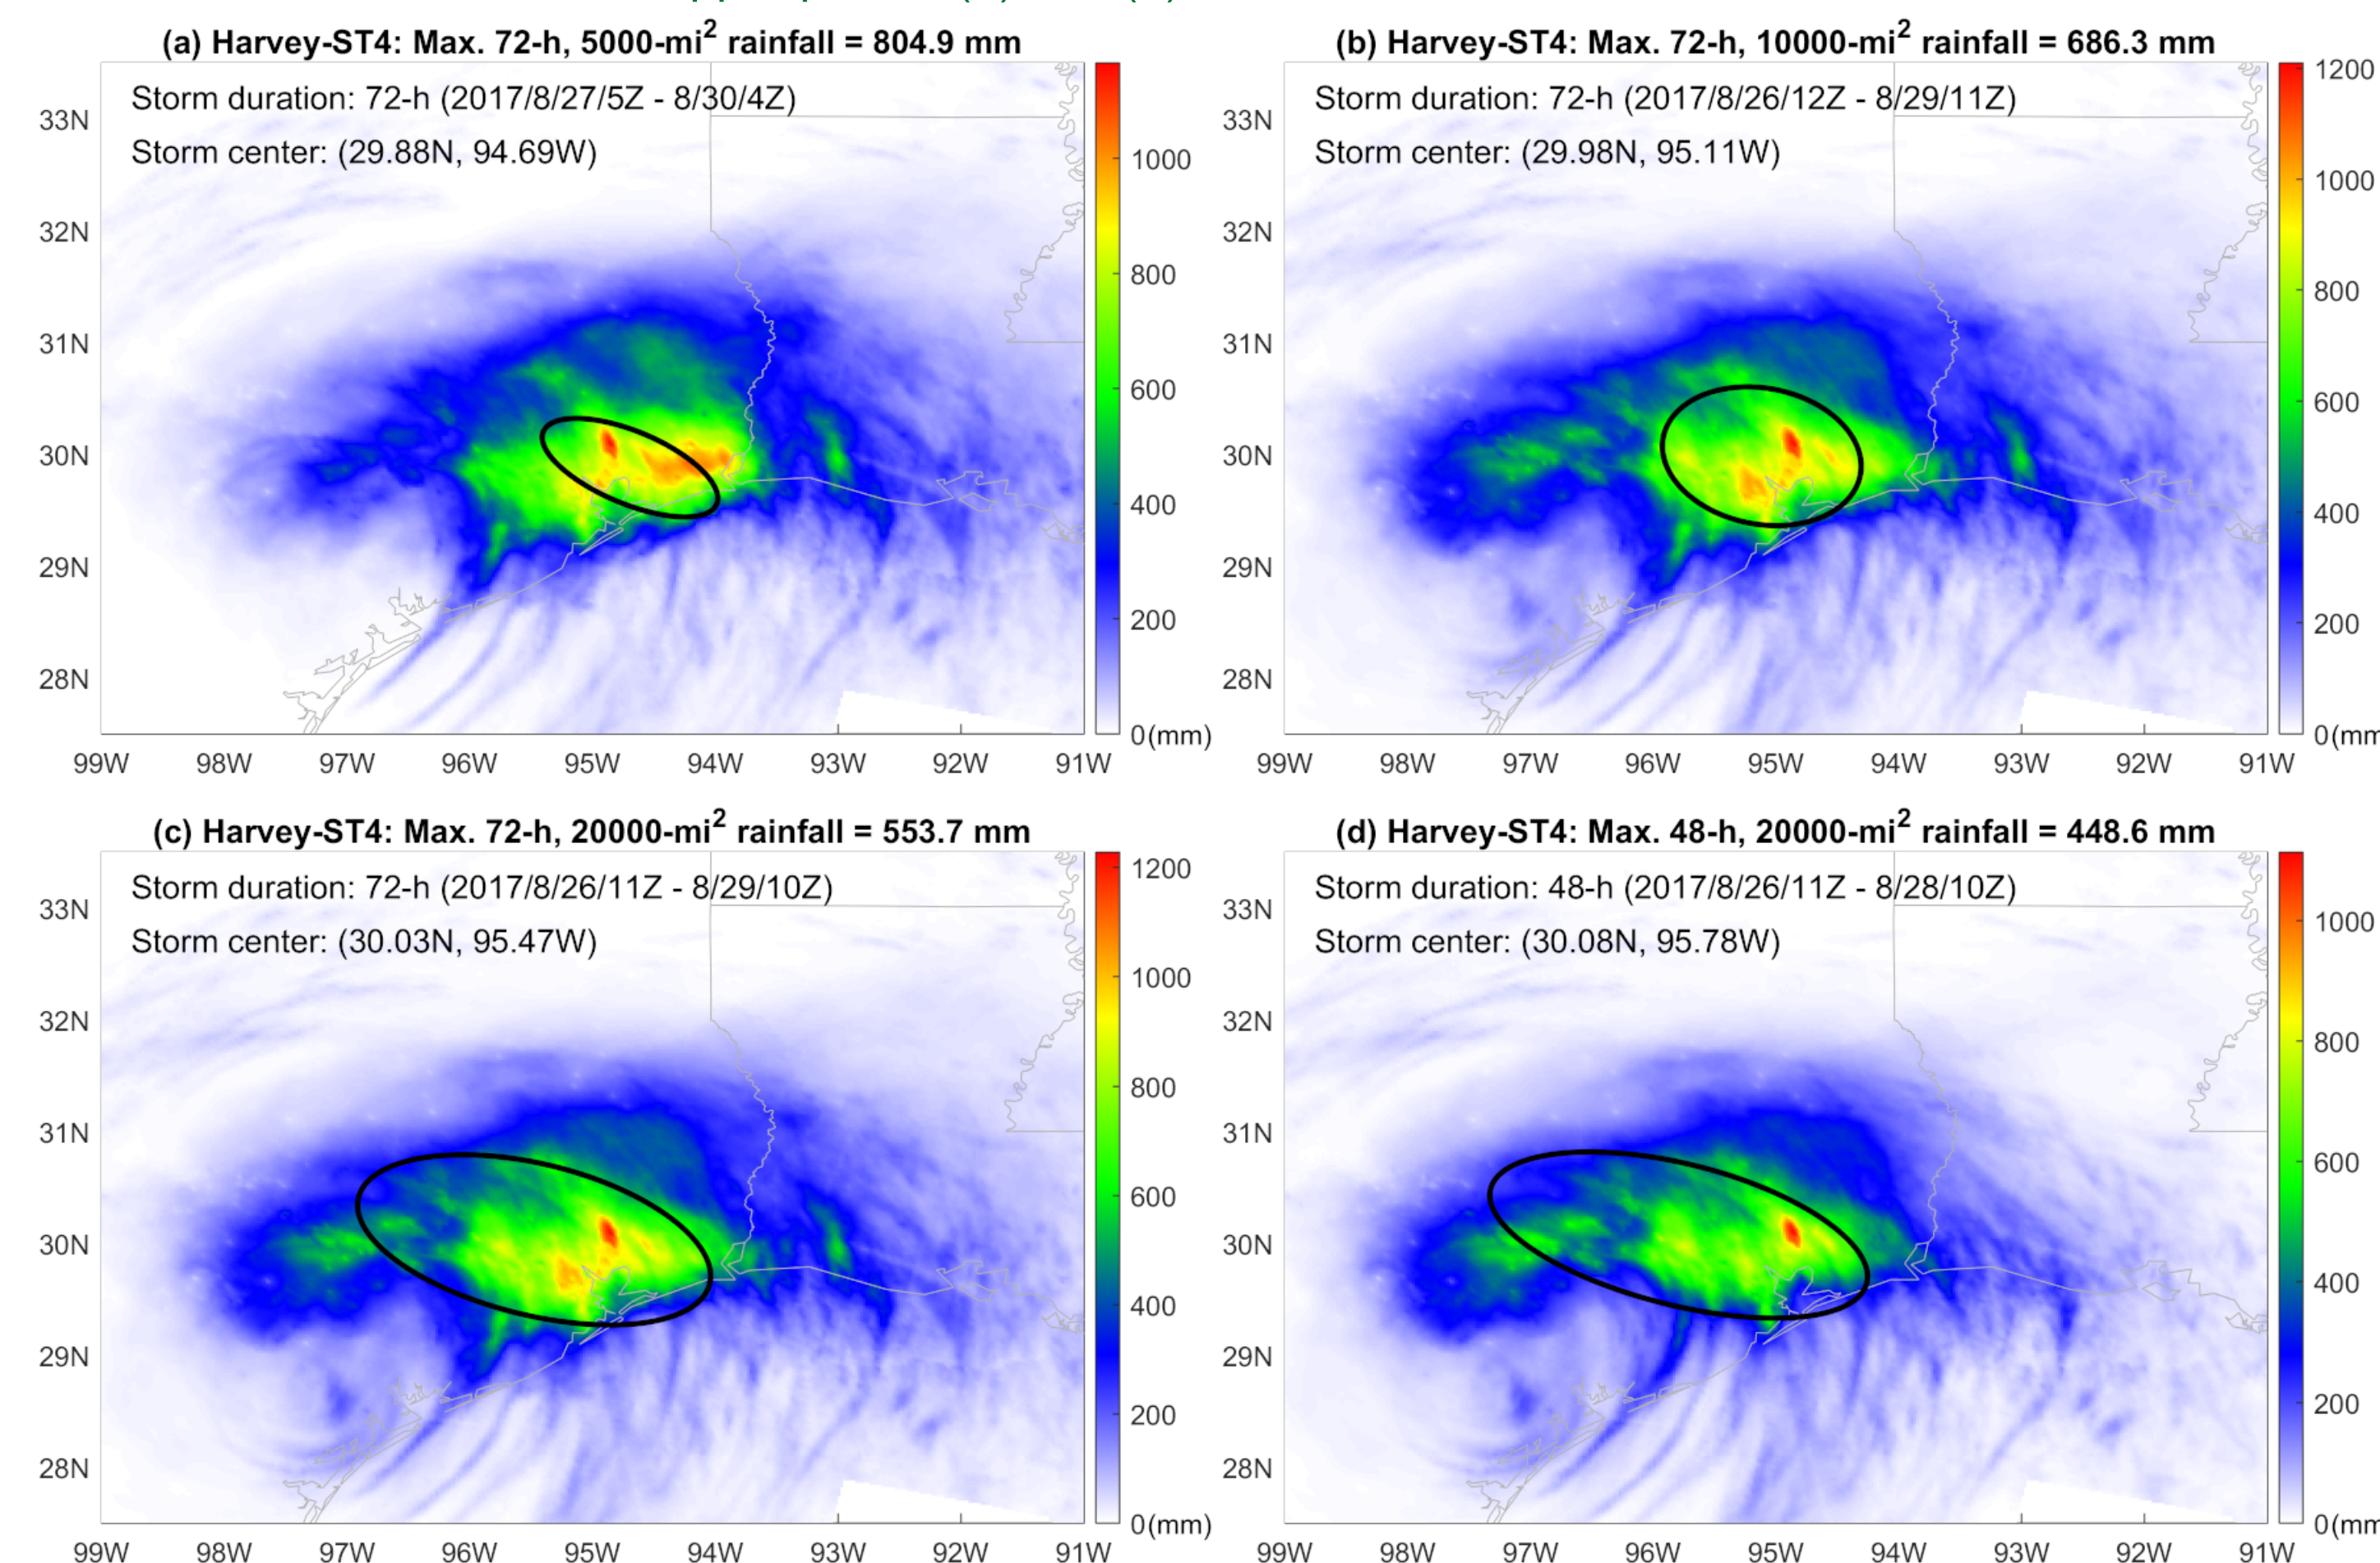 (a) Harvey-ST4: Max. 72-h, 5000-mi² rainfall = 804.9 mm
Storm duration: 72-h (2017/8/27/5Z - 8/30/4Z)
Storm center: (29.88N, 94.69W)
33N
32N
31N
30N
29N
28N
99W 98W 97W 96W 95W 94W 93W 92W 91W
1000
800
600
400
200
0(mm)
(b) Harvey-ST4: Max. 72-h, 10000-mi² rainfall = 686.3 mm
Storm duration: 72-h (2017/8/26/12Z - 8/29/11Z)
Storm center: (29.98N, 95.11W)
33N
32N
31N
30N
29N
28N
99W 98W 97W 96W 95W 94W 93W 92W 91W
1200
1000
800
600
400
200
0(mm
(c) Harvey-ST4: Max. 72-h, 20000-mi² rainfall = 553.7 mm
Storm duration: 72-h (2017/8/26/11Z - 8/29/10Z)
Storm center: (30.03N, 95.47W)
33N
32N
31N
30N
29N
28N
99W 98W 97W 96W 95W 94W 93W 92W 91W
1200
1000
800
600
400
200
0(mm)
(d) Harvey-ST4: Max. 48-h, 20000-mi² rainfall = 448.6 mm
Storm duration: 48-h (2017/8/26/11Z - 8/28/10Z)
Storm center: (30.08N, 95.78W)
33N
32N
31N
30N
29N
28N
99W 98W 97W 96W 95W 94W 93W 92W 91W
1000
800
600
400
200
0(mm